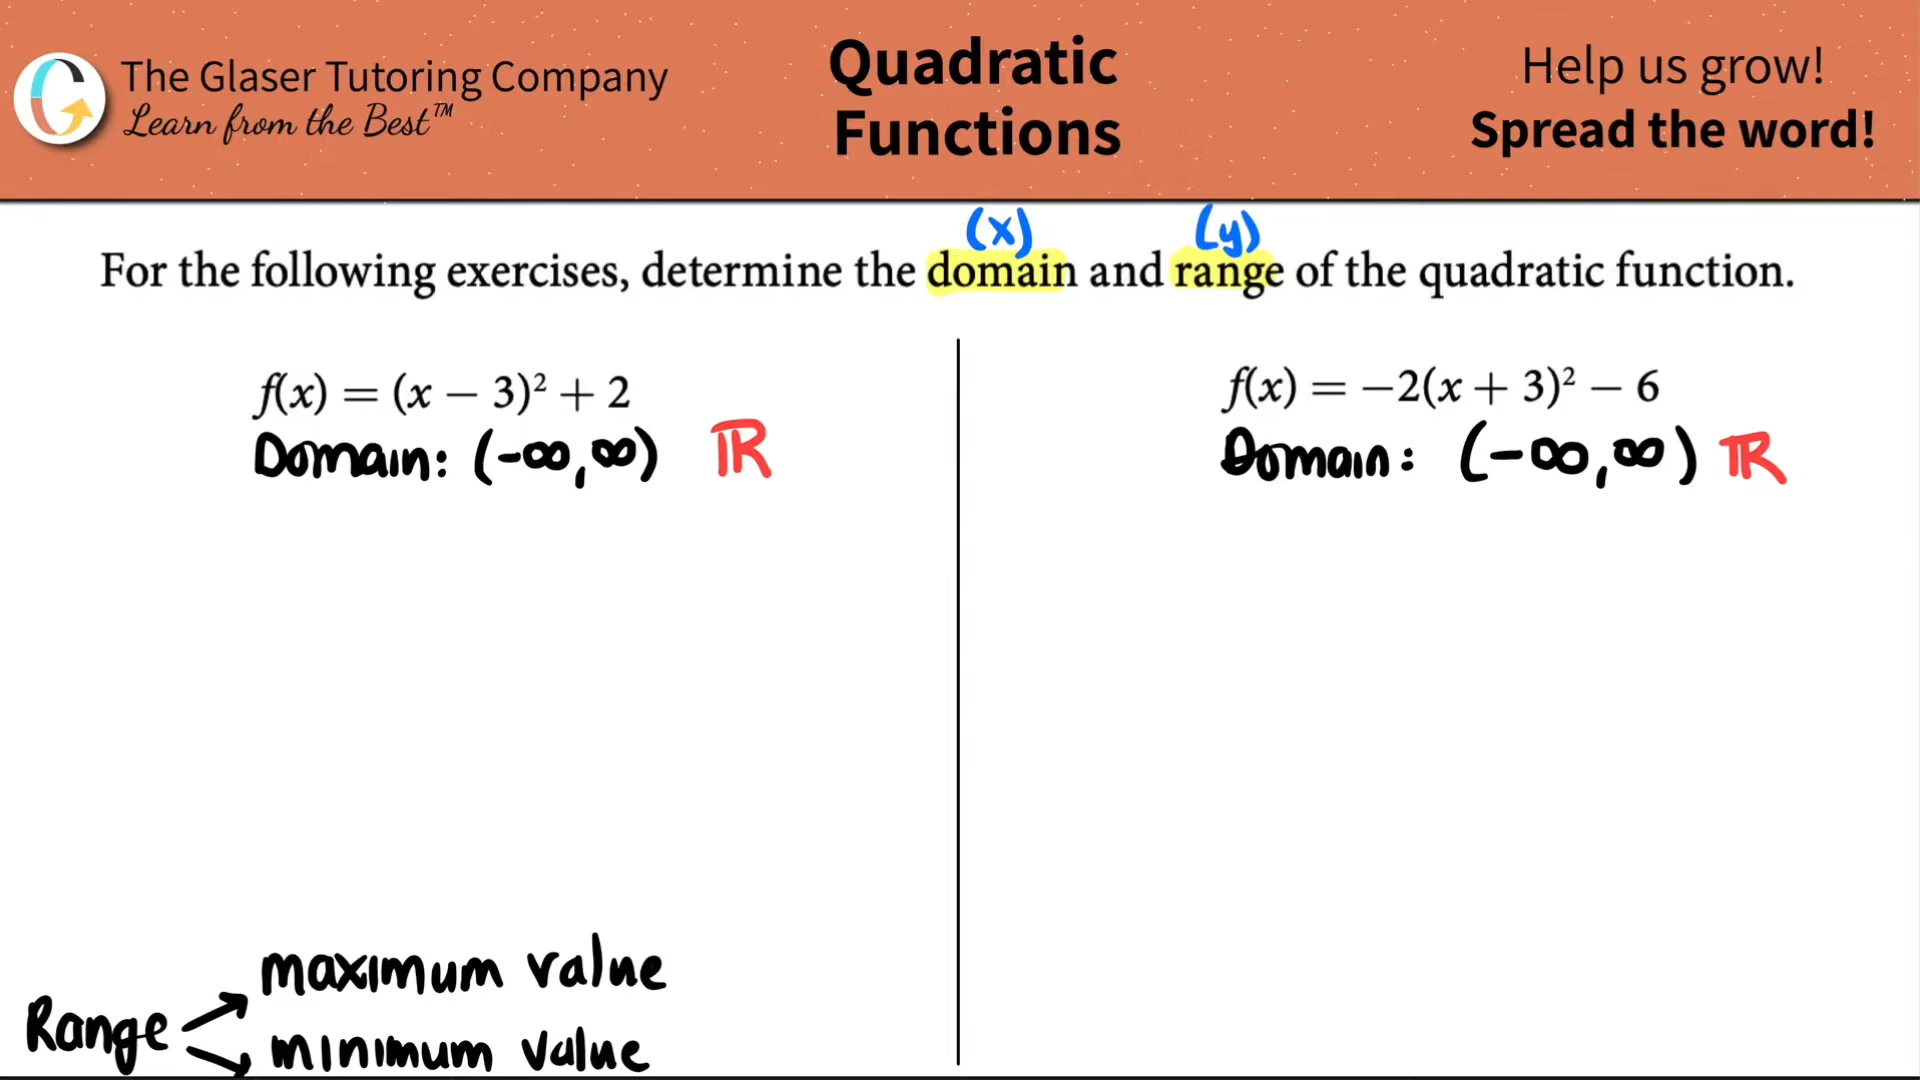 The Glaser Tutoring Company
Learn from the Best™
Quadratic
Functions
Help us grow!
Spread the word!
(x) (y)
For the following exercises, determine the domain and range of the quadratic function.
f(x) = (x − 3)² + 2
Domain: (-∞,∞) ℝ
f(x) = −2(x + 3)² − 6
Domain: (-∞,∞) ℝ
Range
maximum value
minimum value